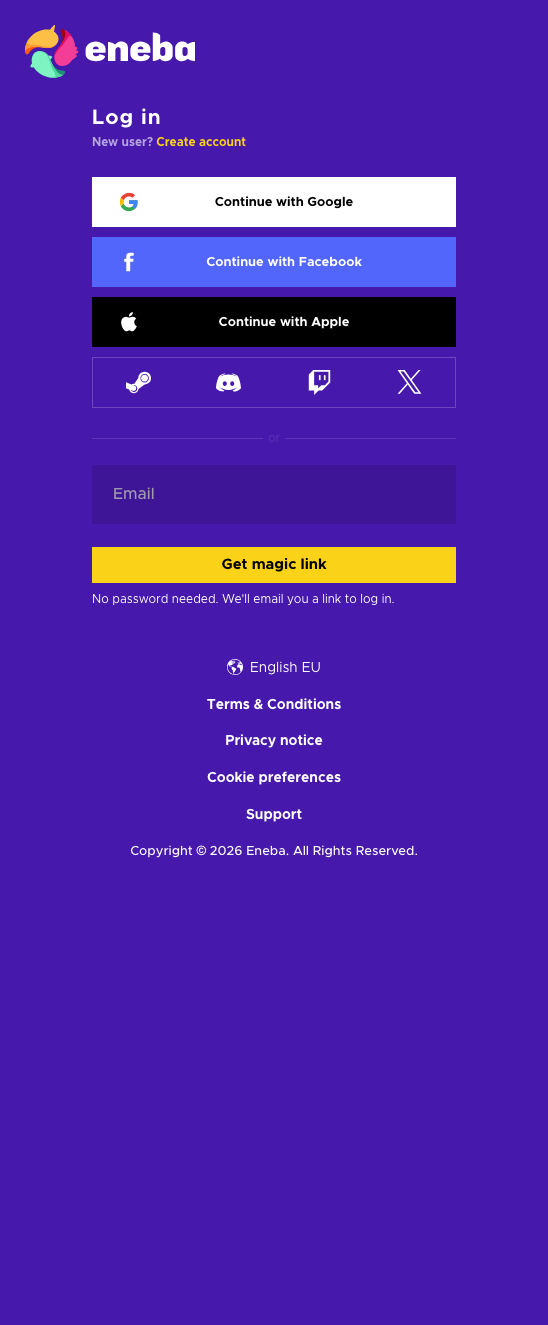 eneba
Log in
New user? Create account
Continue with Google
Continue with Facebook
Continue with Apple
or
Email
Get magic link
No password needed. We'll email you a link to log in.
English EU
Terms & Conditions
Privacy notice
Cookie preferences
Support
Copyright © 2026 Eneba. All Rights Reserved.